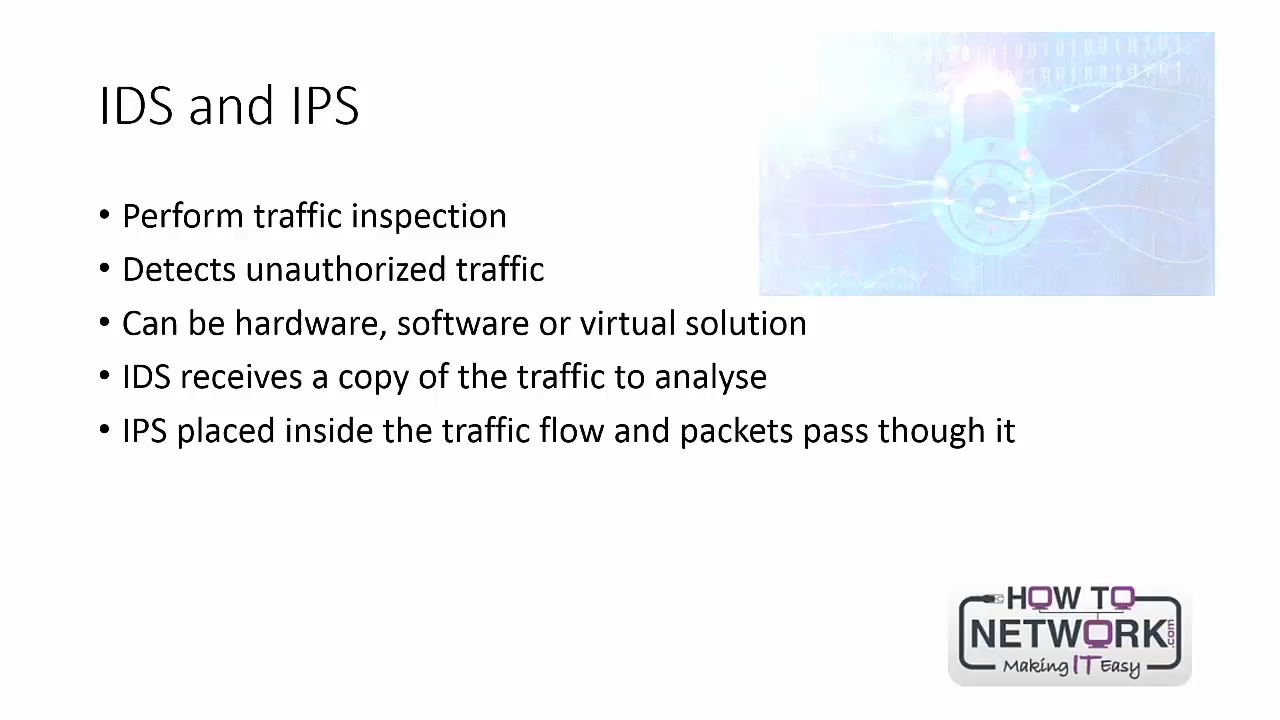 IDS and IPS
• Perform traffic inspection
• Detects unauthorized traffic
• Can be hardware, software or virtual solution
• IDS receives a copy of the traffic to analyse
• IPS placed inside the traffic flow and packets pass though it
HOW TO
NETWORK.com
Making IT Easy